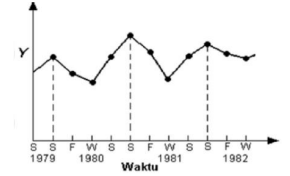 Y
S S F W S S F W S S F W
1979 1980 1981 1982
Waktu